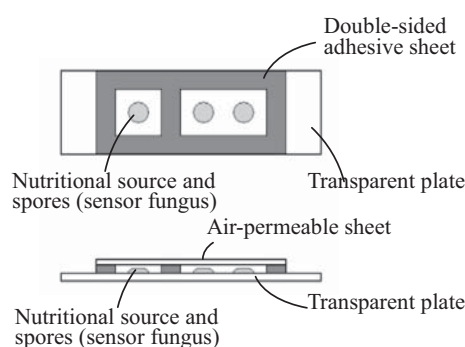 Double-sided
adhesive sheet
Nutritional source and
spores (sensor fungus)
Transparent plate
Air-permeable sheet
Transparent plate
Nutritional source and
spores (sensor fungus)